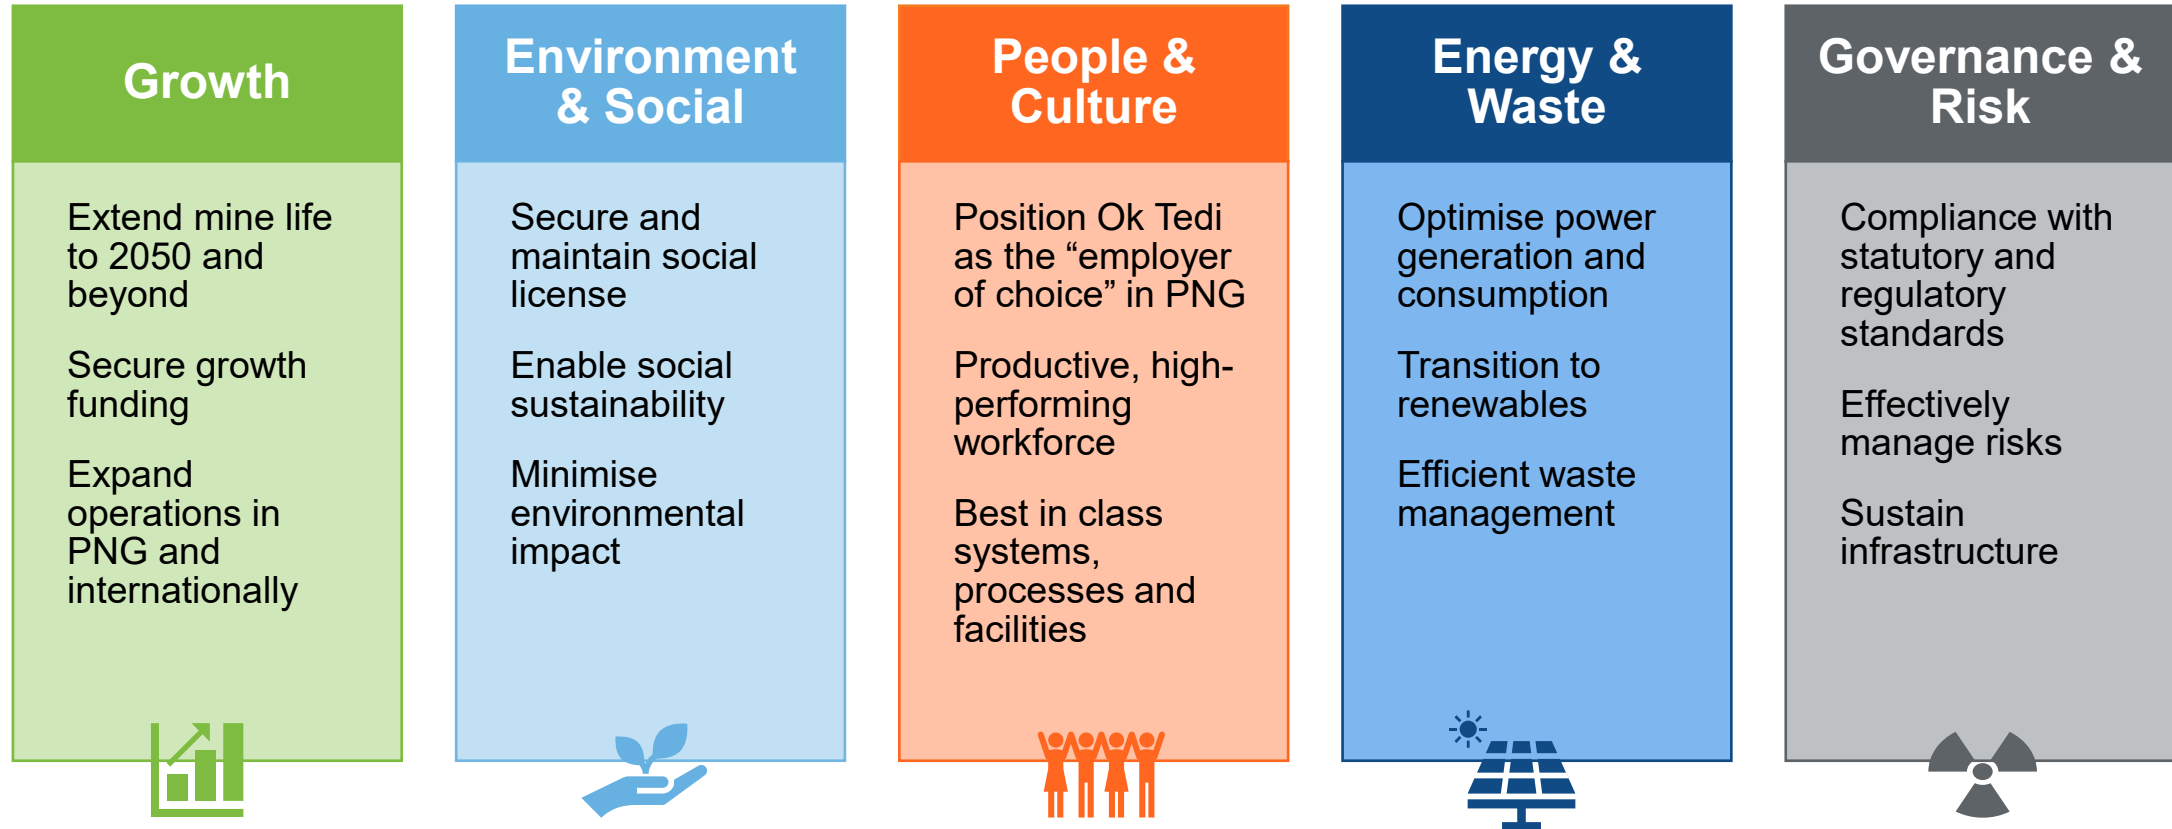 Growth
Extend mine life
to 2050 and
beyond
Secure growth
funding
Expand
operations in
PNG and
internationally
Environment
& Social
Secure and
maintain social
license
Enable social
sustainability
Minimise
environmental
impact
People &
Culture
Position Ok Tedi
as the “employer
of choice” in PNG
Productive, high-
performing
workforce
Best in class
systems,
processes and
facilities
Energy &
Waste
Optimise power
generation and
consumption
Transition to
renewables
Efficient waste
management
Governance &
Risk
Compliance with
statutory and
regulatory
standards
Effectively
manage risks
Sustain
infrastructure